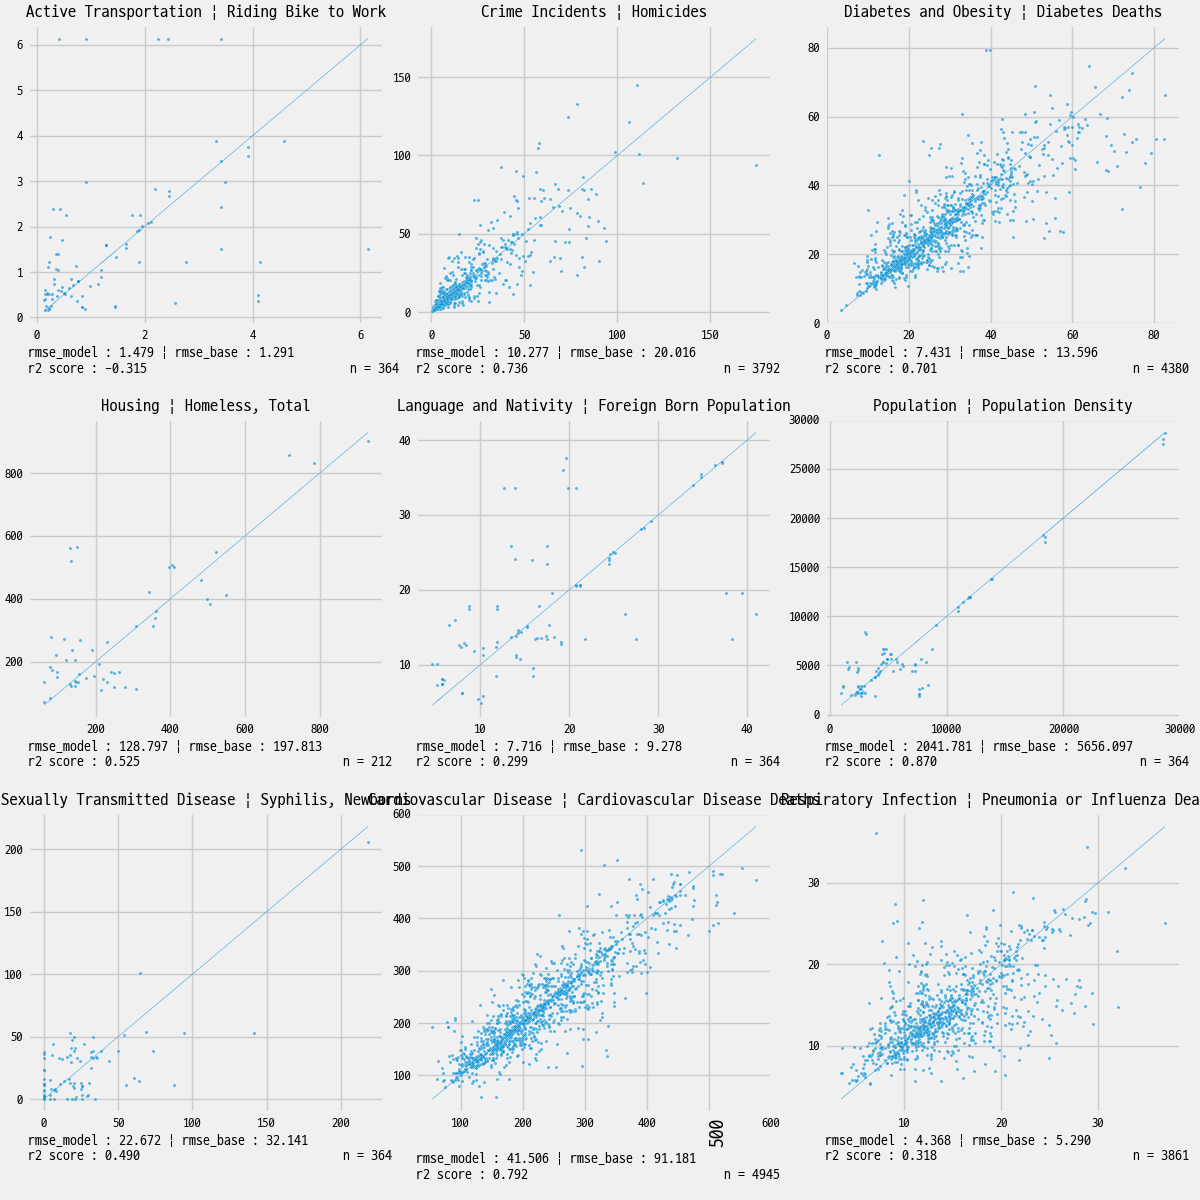 Active Transportation ¦ Riding Bike to Work
6
5
4
3
2
1
0
0 2 4 6
rmse_model : 1.479 ¦ rmse_base : 1.291
r2 score : −0.315 n = 364
Crime Incidents ¦ Homicides
150
100
50
0
0 50 100 150
rmse_model : 10.277 ¦ rmse_base : 20.016
r2 score : 0.736 n = 3792
Diabetes and Obesity ¦ Diabetes Deaths
80
60
40
20
0
0 20 40 60 80
rmse_model : 7.431 ¦ rmse_base : 13.596
r2 score : 0.701 n = 4380
Housing ¦ Homeless, Total
800
600
400
200
200 400 600 800
rmse_model : 128.797 ¦ rmse_base : 197.813
r2 score : 0.525 n = 212
Language and Nativity ¦ Foreign Born Population
40
30
20
10
10 20 30 40
rmse_model : 7.716 ¦ rmse_base : 9.278
r2 score : 0.299 n = 364
Population ¦ Population Density
30000
25000
20000
15000
10000
5000
0
0 10000 20000 30000
rmse_model : 2041.781 ¦ rmse_base : 5656.097
r2 score : 0.870 n = 364
Sexually Transmitted Disease ¦ Syphilis, Newborns
200
150
100
50
0
0 50 100 150 200
rmse_model : 22.672 ¦ rmse_base : 32.141
r2 score : 0.490 n = 364
Cardiovascular Disease ¦ Cardiovascular Disease Deaths
600
500
400
300
200
100
100 200 300 400 500 600
rmse_model : 41.506 ¦ rmse_base : 91.181
r2 score : 0.792 n = 4945
Respiratory Infection ¦ Pneumonia or Influenza Dea
30
20
10
10 20 30
rmse_model : 4.368 ¦ rmse_base : 5.290
r2 score : 0.318 n = 3861